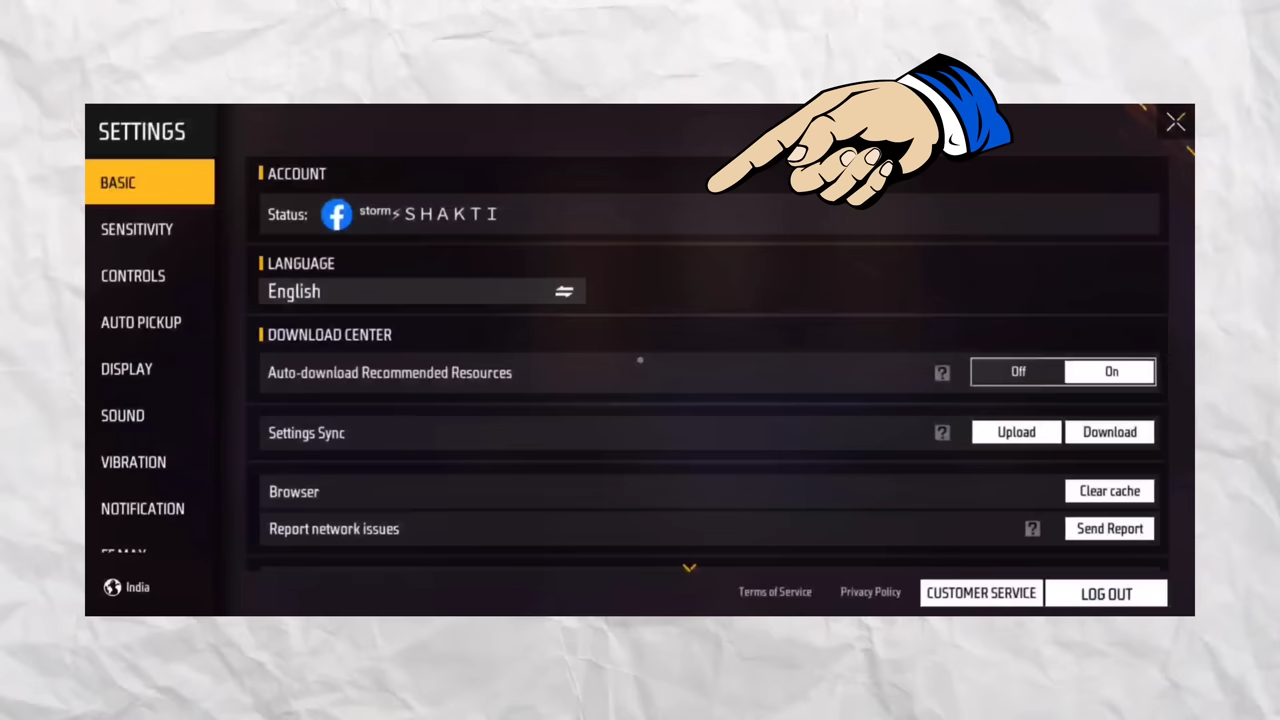 SETTINGS
BASIC
SENSITIVITY
CONTROLS
AUTO PICKUP
DISPLAY
SOUND
VIBRATION
NOTIFICATION
India
ACCOUNT
Status: storm⚡SHAKTI
LANGUAGE
English
DOWNLOAD CENTER
Auto-download Recommended Resources ? Off On
Settings Sync ? Upload Download
Browser Clear cache
Report network issues ? Send Report
Terms of Service Privacy Policy CUSTOMER SERVICE LOG OUT